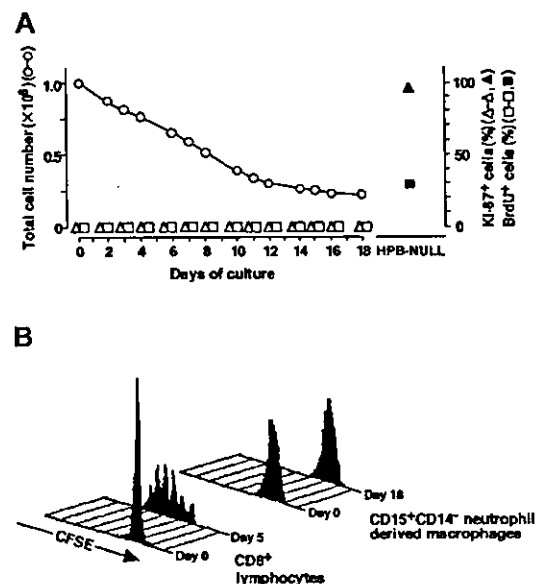 A
Total cell number (×10⁶) (○-○)
1.0
0.5
0
0 2 4 6 8 10 12 14 16 18
Days of culture
HPB-NULL
100
50
0
Ki-67⁺ cells (%) (△-△, ▲)
BrdU⁺ cells (%) (□-□, ■)
B
CFSE
Day 0
Day 5
CD8⁺
lymphocytes
Day 0
Day 18
CD15⁺CD14⁻ neutrophil
derived macrophages